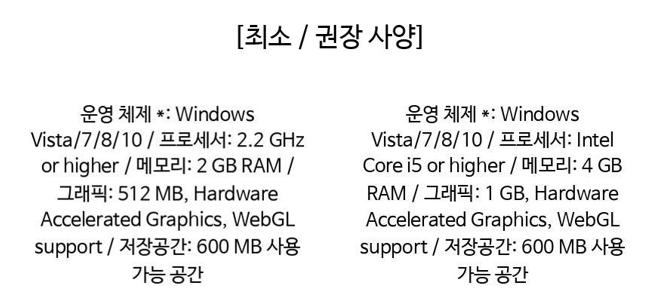 [최소 / 권장 사양]
운영 체제 *: Windows
Vista/7/8/10 / 프로세서: 2.2 GHz
or higher / 메모리: 2 GB RAM /
그래픽: 512 MB, Hardware
Accelerated Graphics, WebGL
support / 저장공간: 600 MB 사용
가능 공간
운영 체제 *: Windows
Vista/7/8/10 / 프로세서: Intel
Core i5 or higher / 메모리: 4 GB
RAM / 그래픽: 1 GB, Hardware
Accelerated Graphics, WebGL
support / 저장공간: 600 MB 사용
가능 공간